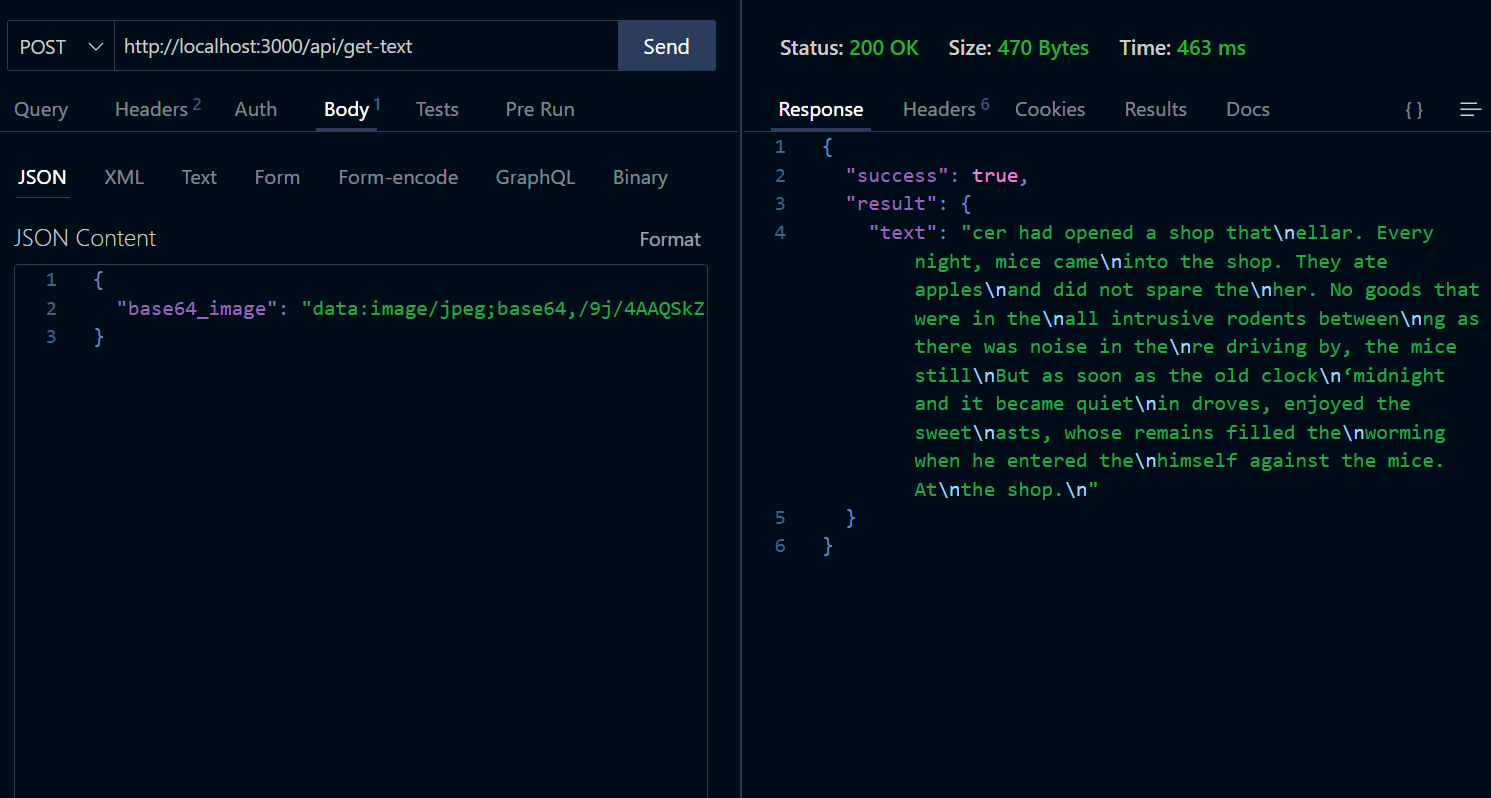 POST http://localhost:3000/api/get-text Send
Status: 200 OK Size: 470 Bytes Time: 463 ms
Query Headers 2 Auth Body 1 Tests Pre Run
Response Headers 6 Cookies Results Docs { }
JSON XML Text Form Form-encode GraphQL Binary
JSON Content Format
1 {
2 "base64_image": "data:image/jpeg;base64,/9j/4AAQSkZ
3 }
1 {
2 "success": true,
3 "result": {
4 "text": "cer had opened a shop that\nellar. Every
night, mice came\ninto the shop. They ate
apples\nand did not spare the\nher. No goods that
were in the\nall intrusive rodents between\nng as
there was noise in the\nre driving by, the mice
still\nBut as soon as the old clock\n‘midnight
and it became quiet\nin droves, enjoyed the
sweet\nasts, whose remains filled the\nworming
when he entered the\nhimself against the mice.
At\nthe shop.\n"
5 }
6 }